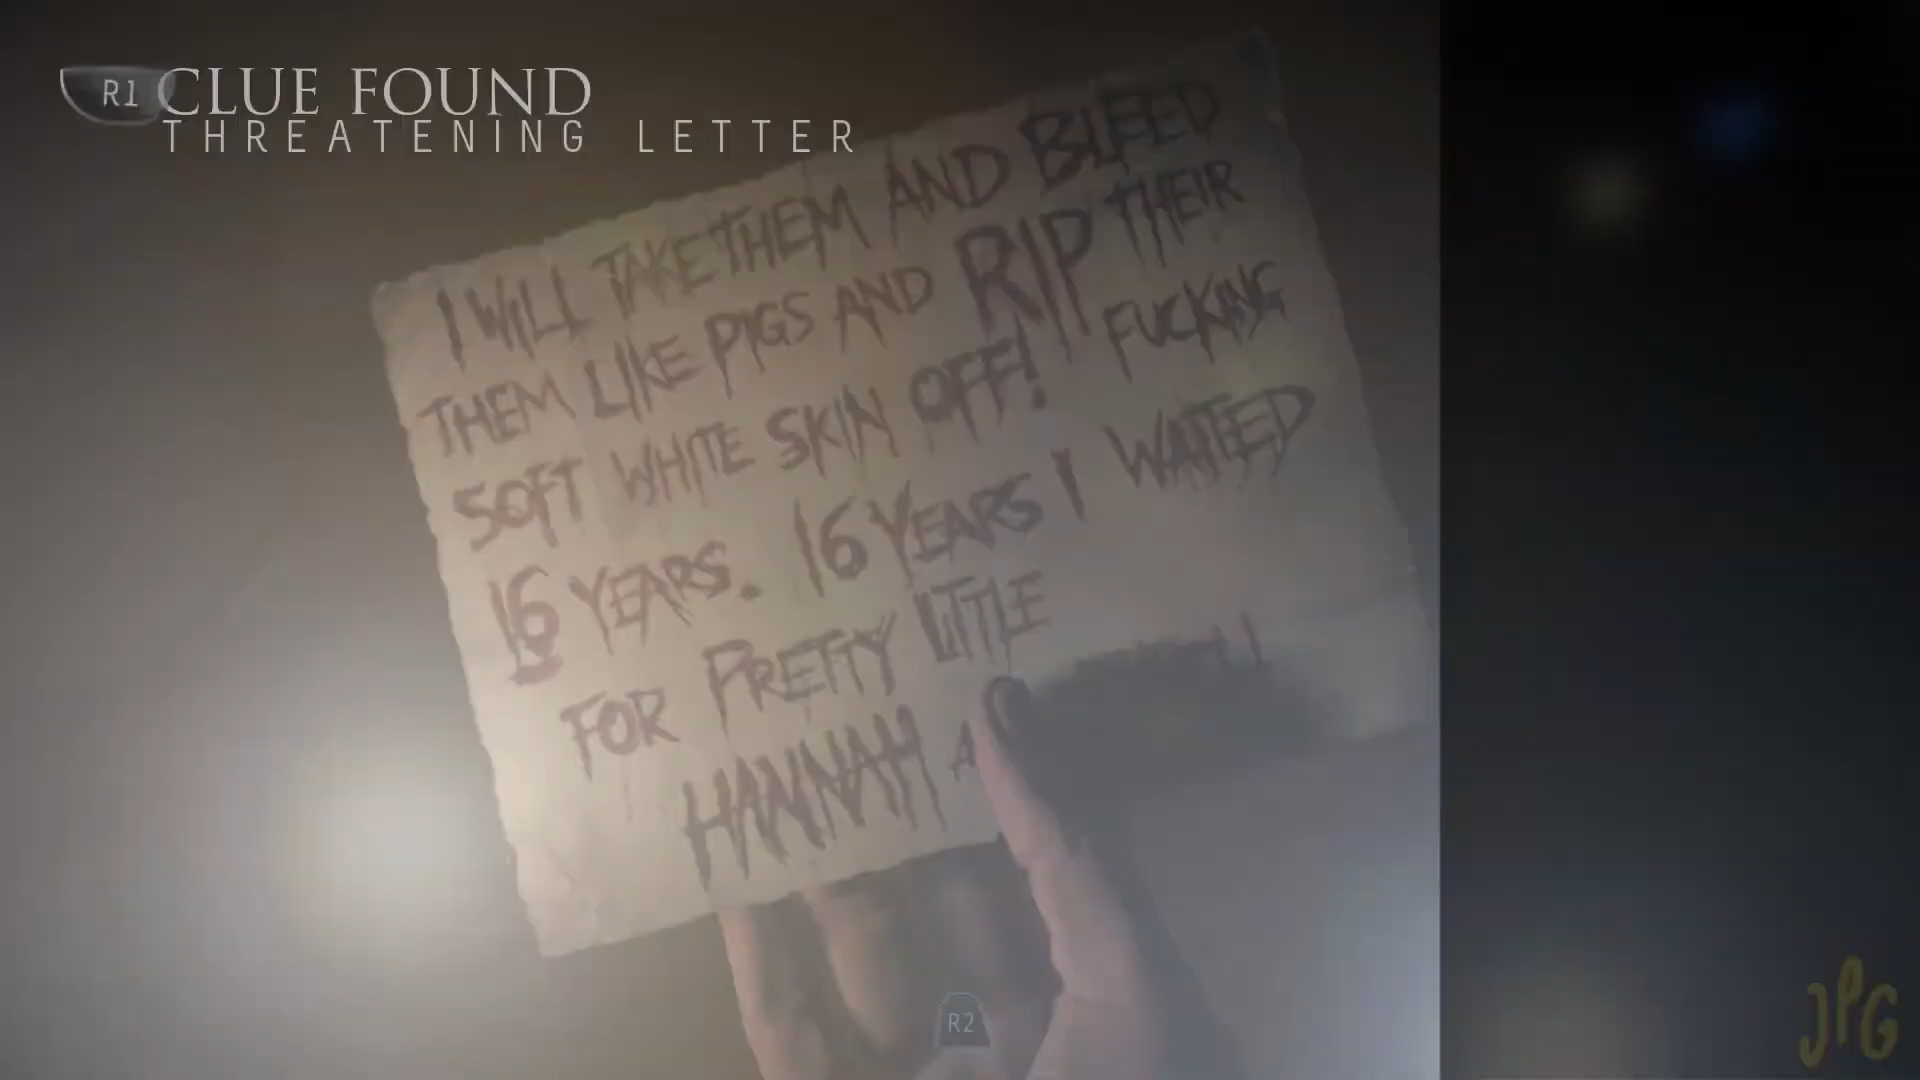 R1 CLUE FOUND
THREATENING LETTER
I WILL TAKE THEM AND BLEED
THEM LIKE PIGS AND RIP THEIR
SOFT WHITE SKIN OFF! FUCKING
16 YEARS. 16 YEARS I WAITED
FOR PRETTY LITTLE
HANNAH
R2
JPG